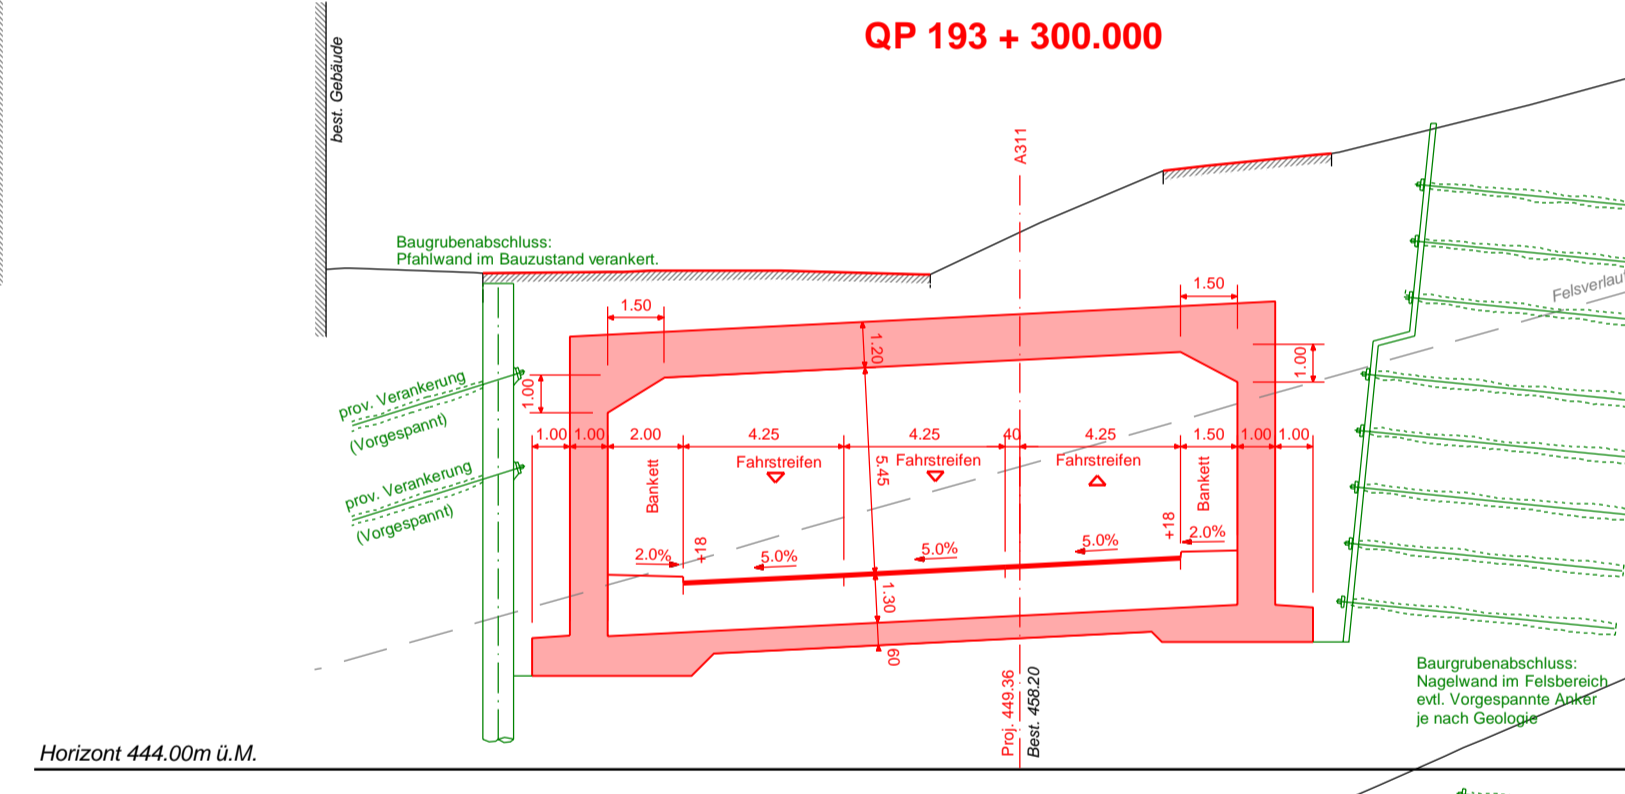 QP 193 + 300.000
best. Gebäude
A311
Baugrubenabschluss:
Pfahlwand im Bauzustand verankert.
Felsverlauf
1.50
1.50
1.20
1.00
1.00
prov. Verankerung
(Vorgespannt)
1.00 1.00 2.00 4.25 4.25 40 4.25 1.50 1.00 1.00
Bankett
Fahrstreifen
Fahrstreifen
Fahrstreifen
Bankett
5.45
prov. Verankerung
(Vorgespannt)
2.0%
+18
5.0%
5.0%
5.0%
+18
2.0%
1.30
60
Proj. 449.36
Best. 458.20
Baurgrubenabschluss:
Nagelwand im Felsbereich
evtl. Vorgespannte Anker
je nach Geologie
Horizont 444.00m ü.M.